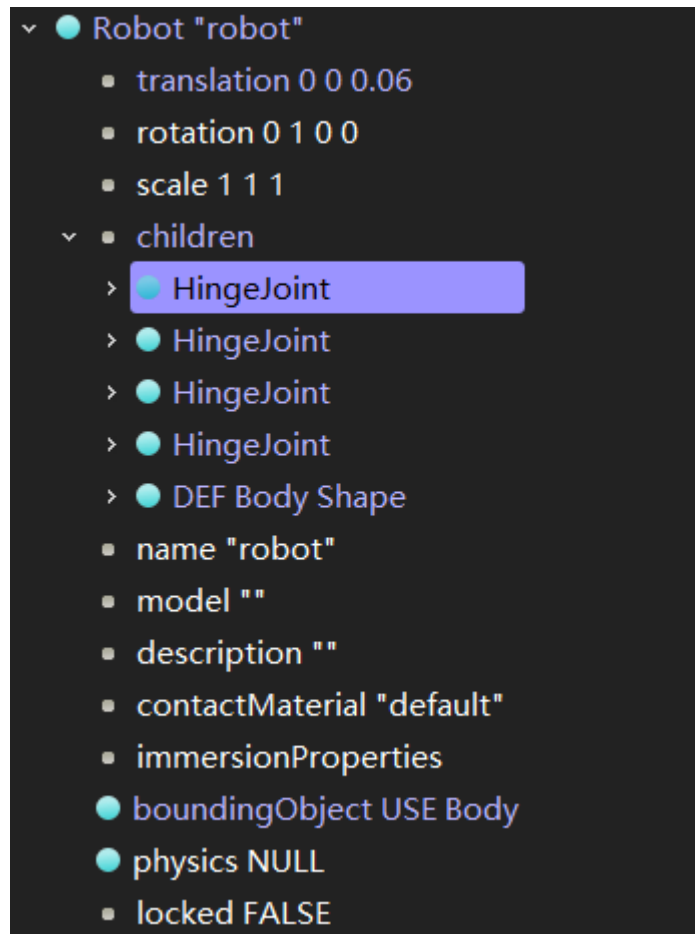 Robot "robot"
translation 0 0 0.06
rotation 0 1 0 0
scale 1 1 1
children
HingeJoint
HingeJoint
HingeJoint
HingeJoint
DEF Body Shape
name "robot"
model ""
description ""
contactMaterial "default"
immersionProperties
boundingObject USE Body
physics NULL
locked FALSE